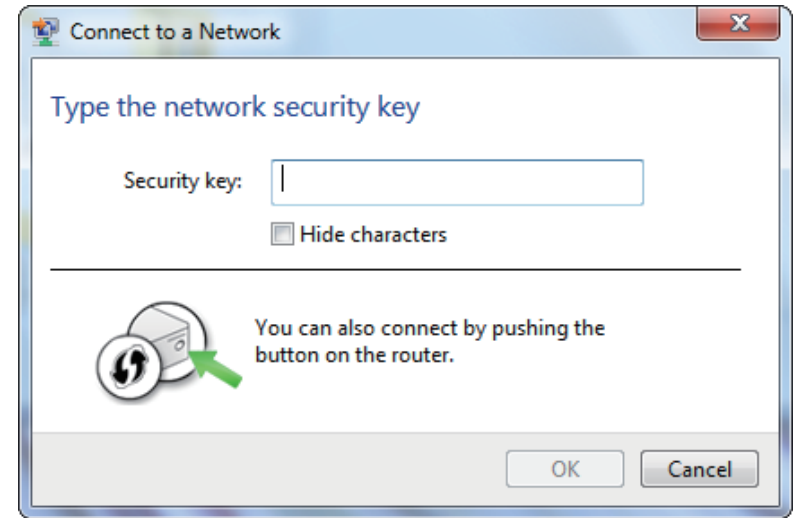 Connect to a Network
Type the network security key
Security key:
Hide characters
You can also connect by pushing the
button on the router.
OK
Cancel